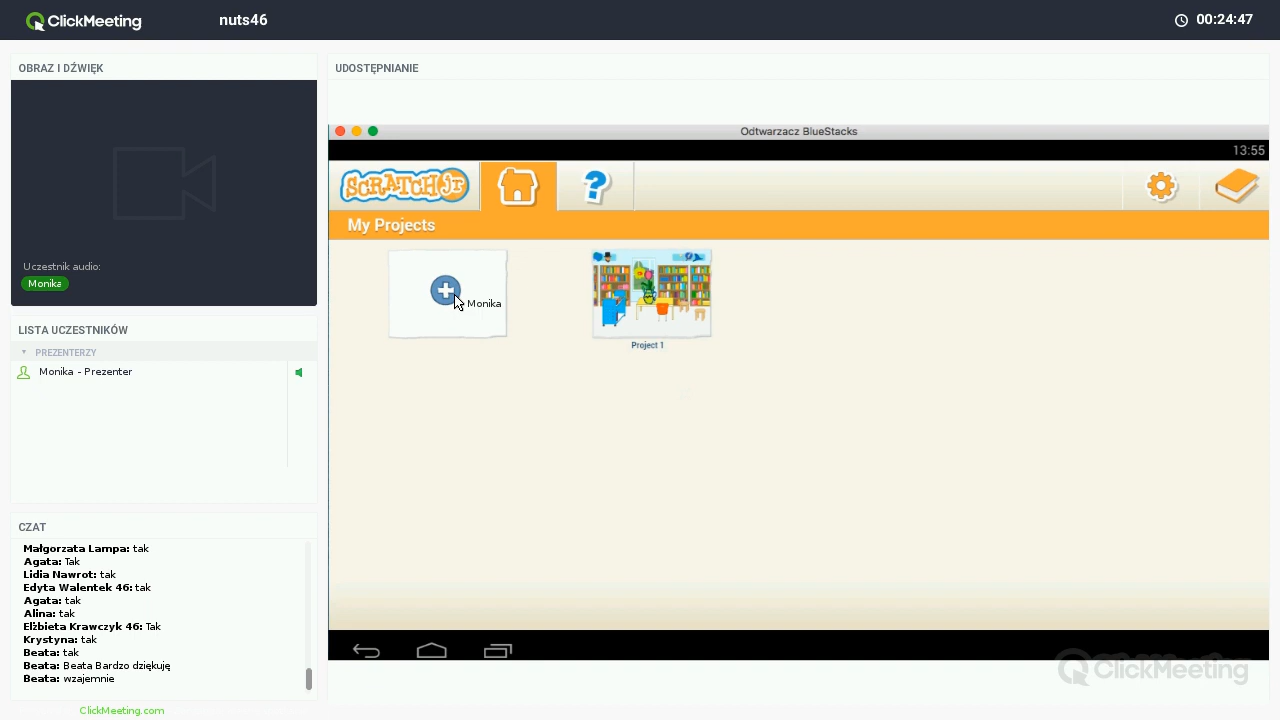 ClickMeeting
nuts46
00:24:47
OBRAZ I DŹWIĘK
Uczestnik audio:
Monika
LISTA UCZESTNIKÓW
PREZENTERZY
Monika - Prezenter
CZAT
Małgorzata Lampa: tak
Agata: Tak
Lidia Nawrot: tak
Edyta Walentek 46: tak
Agata: tak
Alina: tak
Elżbieta Krawczyk 46: Tak
Krystyna: tak
Beata: tak
Beata: Beata Bardzo dziękuję
Beata: wzajemnie
ClickMeeting.com
UDOSTĘPNIANIE
Odtwarzacz BlueStacks
13:55
SCRATCHJr
?
My Projects
Monika
Project 1
ClickMeeting